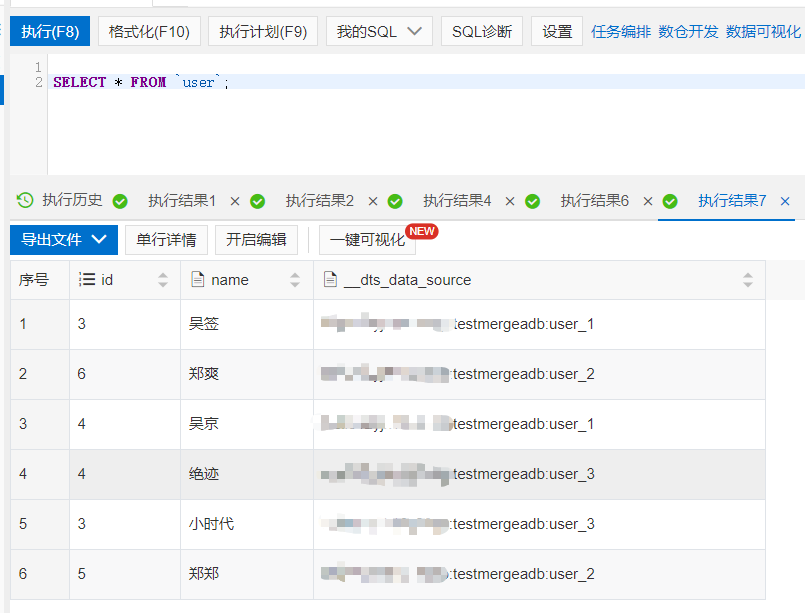 执行(F8) 格式化(F10) 执行计划(F9) 我的SQL SQL诊断 设置 任务编排 数仓开发 数据可视化
1
2 SELECT * FROM `user`;
执行历史 执行结果1 × 执行结果2 × 执行结果4 × 执行结果6 × 执行结果7 ×
导出文件 单行详情 开启编辑 一键可视化 NEW
序号 id name __dts_data_source
1 3 吴签 :testmergeadb:user_1
2 6 郑爽 :testmergeadb:user_2
3 4 吴京 :testmergeadb:user_1
4 4 绝迹 :testmergeadb:user_3
5 3 小时代 :testmergeadb:user_3
6 5 郑郑 :testmergeadb:user_2